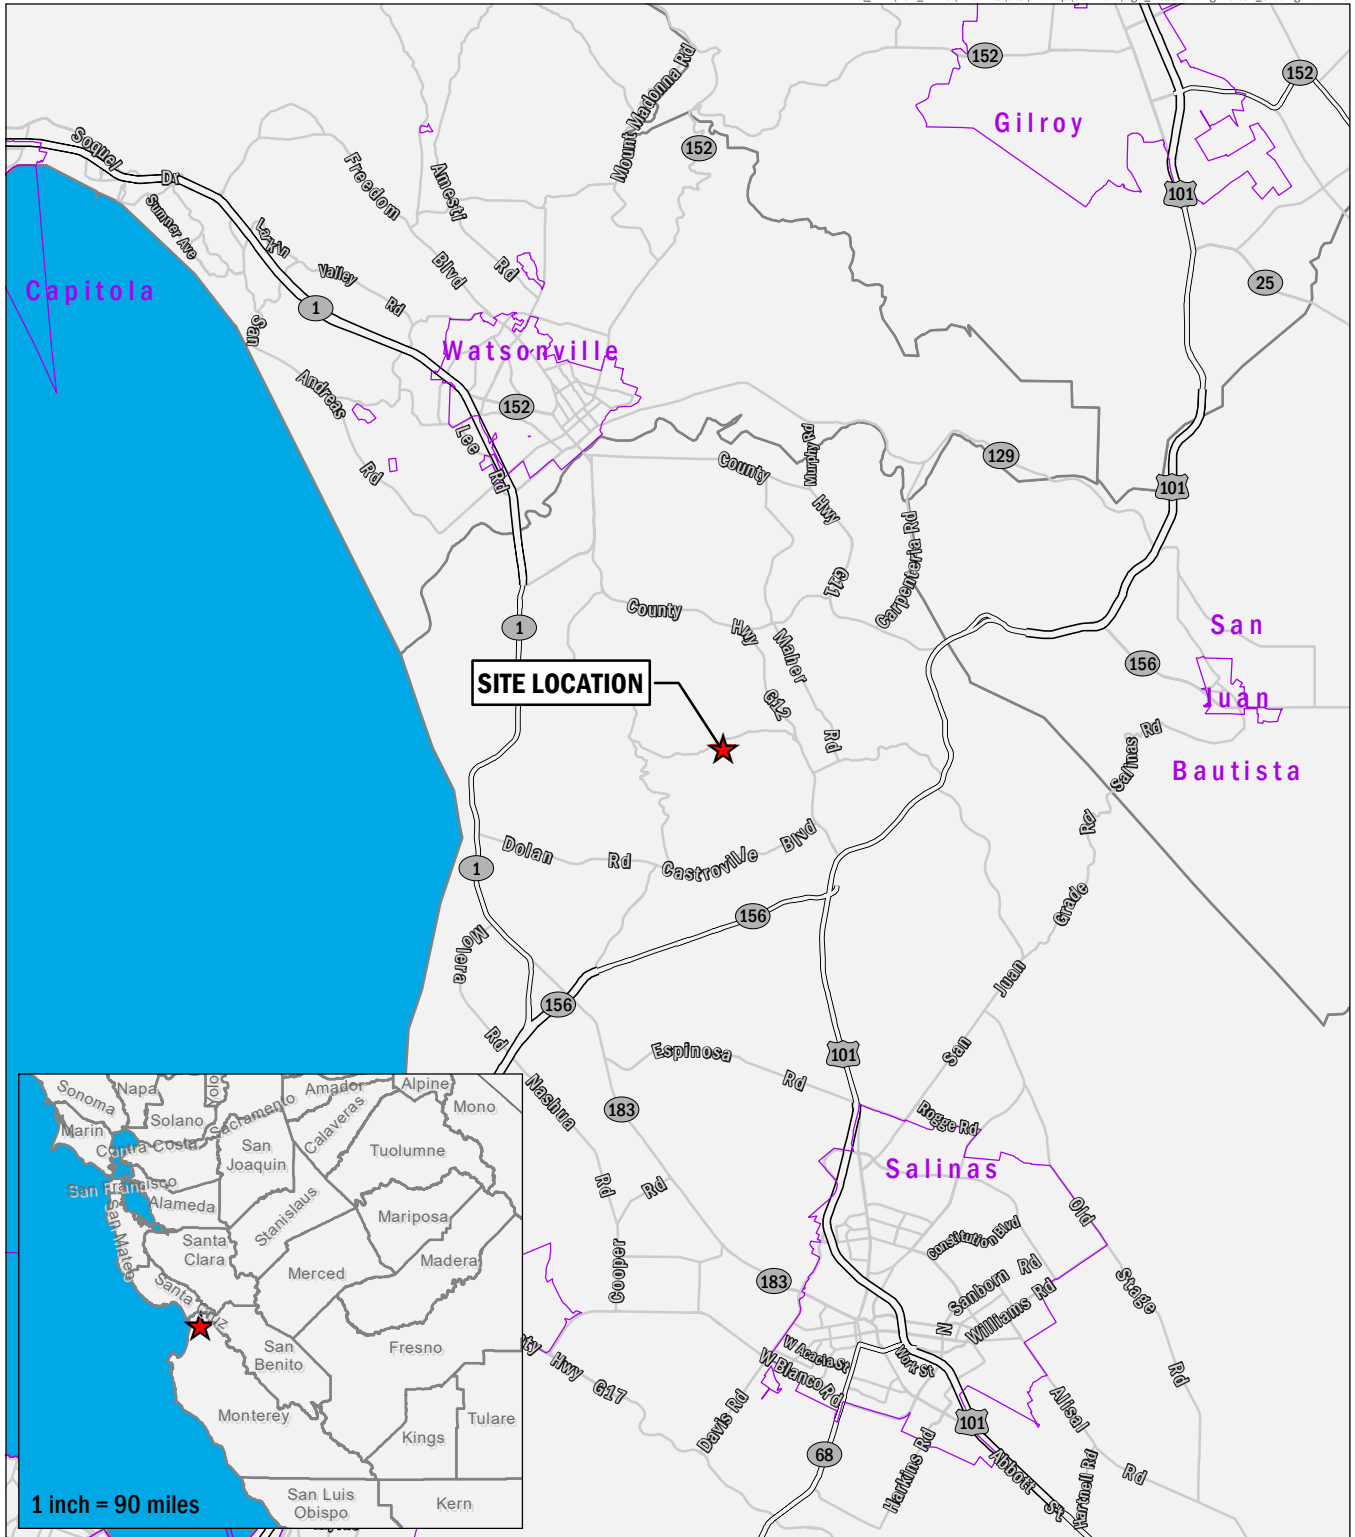 152
152
Gilroy
Mount Madonna Rd
152
Soquel Dr
Freedom Blvd
Amesti Rd
101
Sumner Ave
Larkin Valley Rd
25
Capitola
1
San Andreas Rd
Watsonville
152
Lee Rd
County Hwy G11
Murphy Rd
129
101
Carpenteria Rd
County Hwy G12
1
Maher Rd
San
Juan
Bautista
156
SITE LOCATION
Salinas Rd
Dolan Rd
Castroville Blvd
1
156
San Juan Grade Rd
Molera Rd
156
Espinosa Rd
101
Nashua Rd
183
Rogge Rd
Salinas
Cooper Rd
Old Stage Rd
Constitution Blvd
183
N Sanborn Rd
Williams Rd
W Acacia St
Work St
W Blanco Rd
Hwy G17
Davis Rd
Alisal Rd
101
68
Harkins Rd
Abbott St
Hartnell Rd
Sonoma
Napa
Solano
Sacramento
Amador
Alpine
Mono
Marin
Contra Costa
San
Joaquin
Calaveras
Tuolumne
San Francisco
Alameda
San Mateo
Stanislaus
Mariposa
Santa
Clara
Merced
Madera
Santa Cruz
San
Benito
Fresno
Monterey
Kings
Tulare
San Luis
Obispo
Kern
1 inch = 90 miles